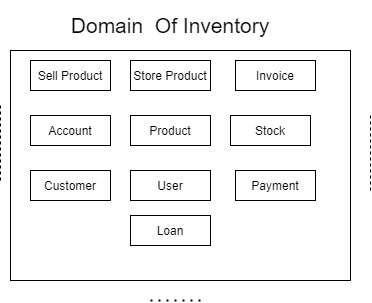 Domain Of Inventory
Sell Product Store Product Invoice
Account Product Stock
Customer User Payment
Loan
.......